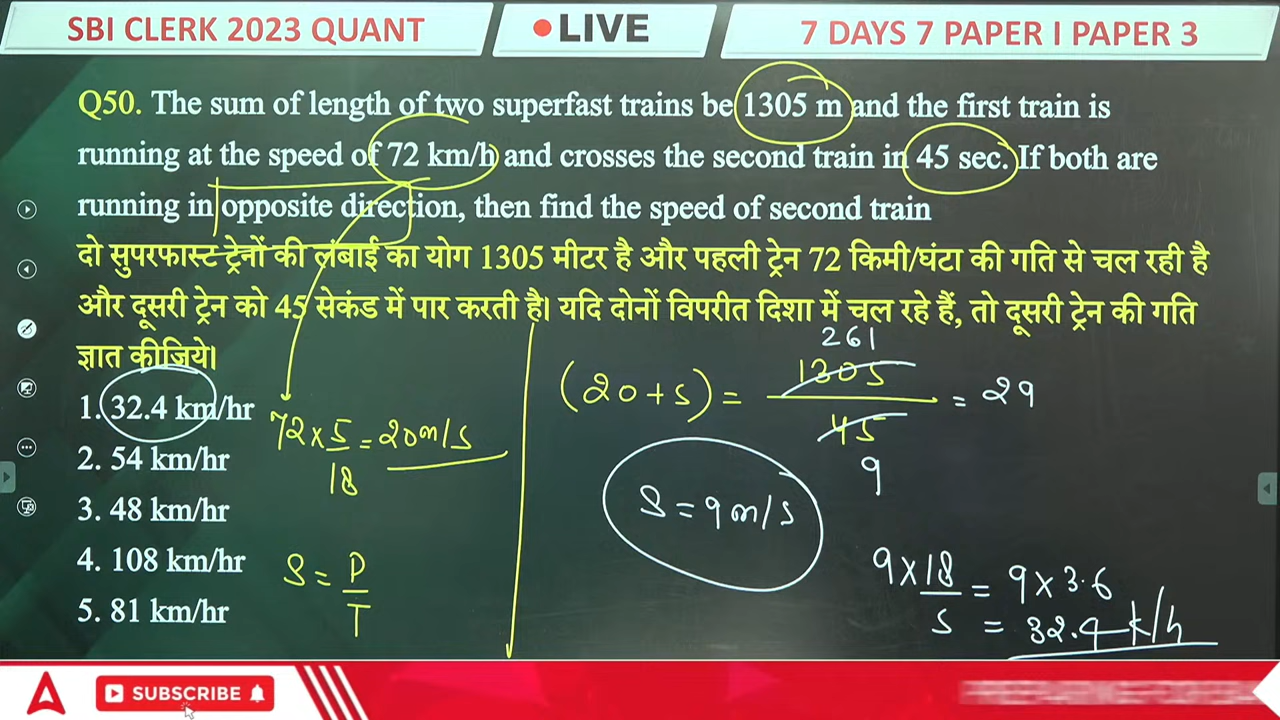 SBI CLERK 2023 QUANT
LIVE
7 DAYS 7 PAPER I PAPER 3
Q50. The sum of length of two superfast trains be 1305 m and the first train is
running at the speed of 72 km/h and crosses the second train in 45 sec. If both are
running in opposite direction, then find the speed of second train
दो सुपरफास्ट ट्रेनों की लंबाई का योग 1305 मीटर है और पहली ट्रेन 72 किमी/घंटा की गति से चल रही है
और दूसरी ट्रेन को 45 सेकंड में पार करती है। यदि दोनों विपरीत दिशा में चल रहे हैं, तो दूसरी ट्रेन की गति
ज्ञात कीजिये।
1. 32.4 km/hr
2. 54 km/hr
3. 48 km/hr
4. 108 km/hr
5. 81 km/hr
72 × 5/18 = 20 m/s
S = D/T
261
(20+S) = 1305/45 = 29
9
S = 9 m/s
9 × 18/5 = 9 × 3.6
= 32.4 k/h
SUBSCRIBE